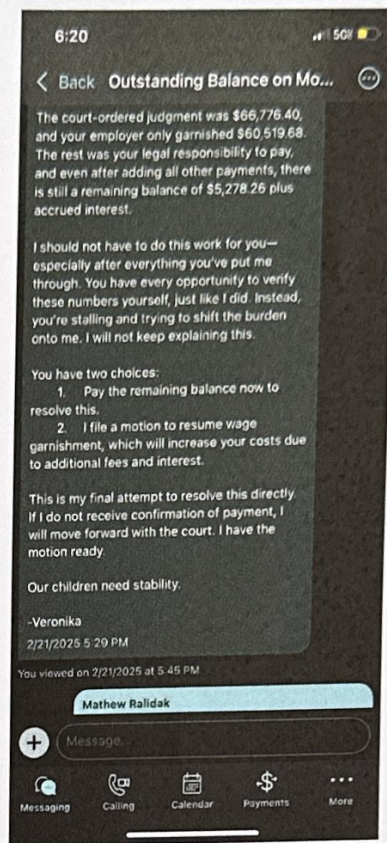 6:20
5G
Back Outstanding Balance on Mo...
The court-ordered judgment was $66,776.40,
and your employer only garnished $60,519.68.
The rest was your legal responsibility to pay,
and even after adding all other payments, there
is still a remaining balance of $5,278.26 plus
accrued interest.
I should not have to do this work for you—
especially after everything you've put me
through. You have every opportunity to verify
these numbers yourself, just like I did. Instead,
you're stalling and trying to shift the burden
onto me. I will not keep explaining this.
You have two choices:
1. Pay the remaining balance now to
resolve this.
2. I file a motion to resume wage
garnishment, which will increase your costs due
to additional fees and interest.
This is my final attempt to resolve this directly.
If I do not receive confirmation of payment, I
will move forward with the court. I have the
motion ready.
Our children need stability.
-Veronika
2/21/2025 5:29 PM
You viewed on 2/21/2025 at 5:45 PM
Mathew Ralidak
Message...
Messaging Calling Calendar Payments More